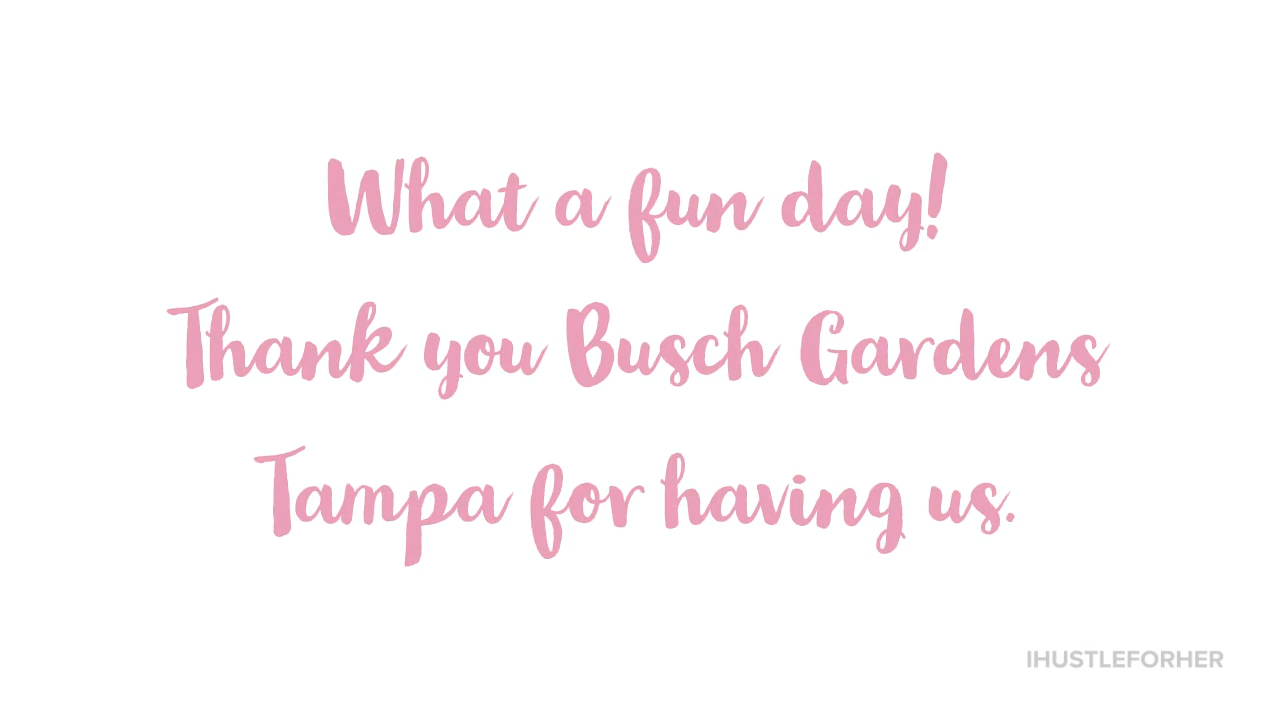 What a fun day!
Thank you Busch Gardens
Tampa for having us.
IHUSTLEFORHER